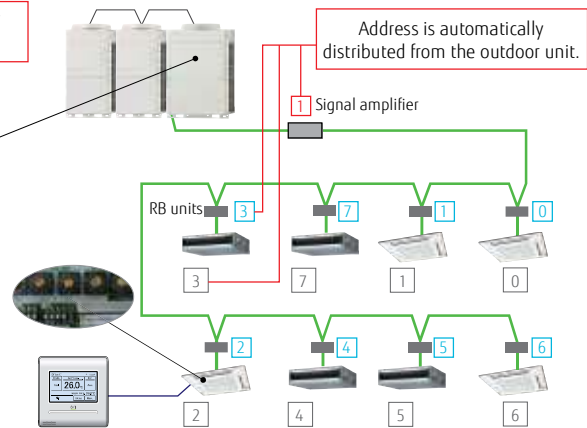 Address is automatically
distributed from the outdoor unit.
1 Signal amplifier
RB units 3 7 1 0
3 7 1 0
2 4 5 6
26.0
2 4 5 6